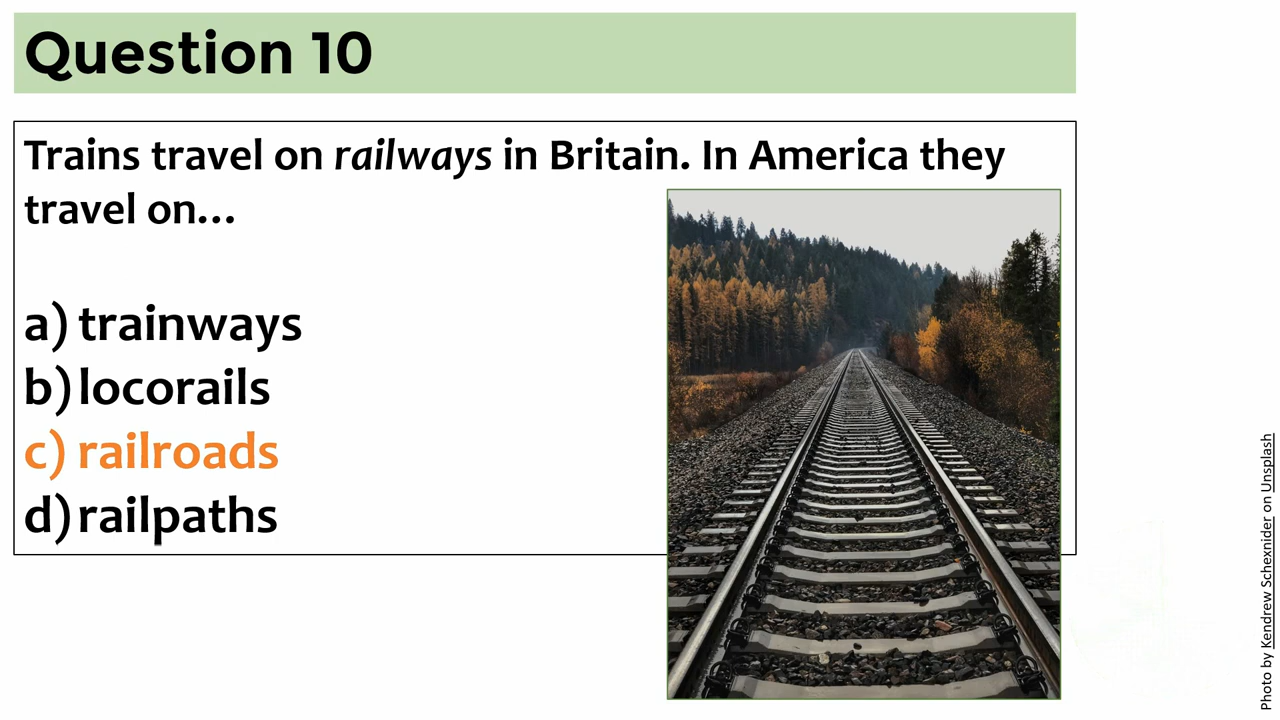 Question 10
Trains travel on railways in Britain. In America they
travel on...
a) trainways
b) locorails
c) railroads
d) railpaths
Photo by Kendrew Schexnider on Unsplash